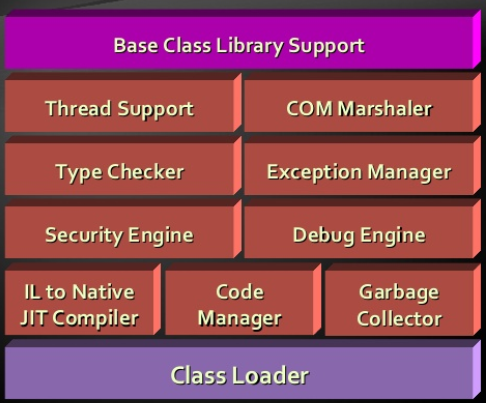 Base Class Library Support
Thread Support
COM Marshaler
Type Checker
Exception Manager
Security Engine
Debug Engine
IL to Native
JIT Compiler
Code
Manager
Garbage
Collector
Class Loader